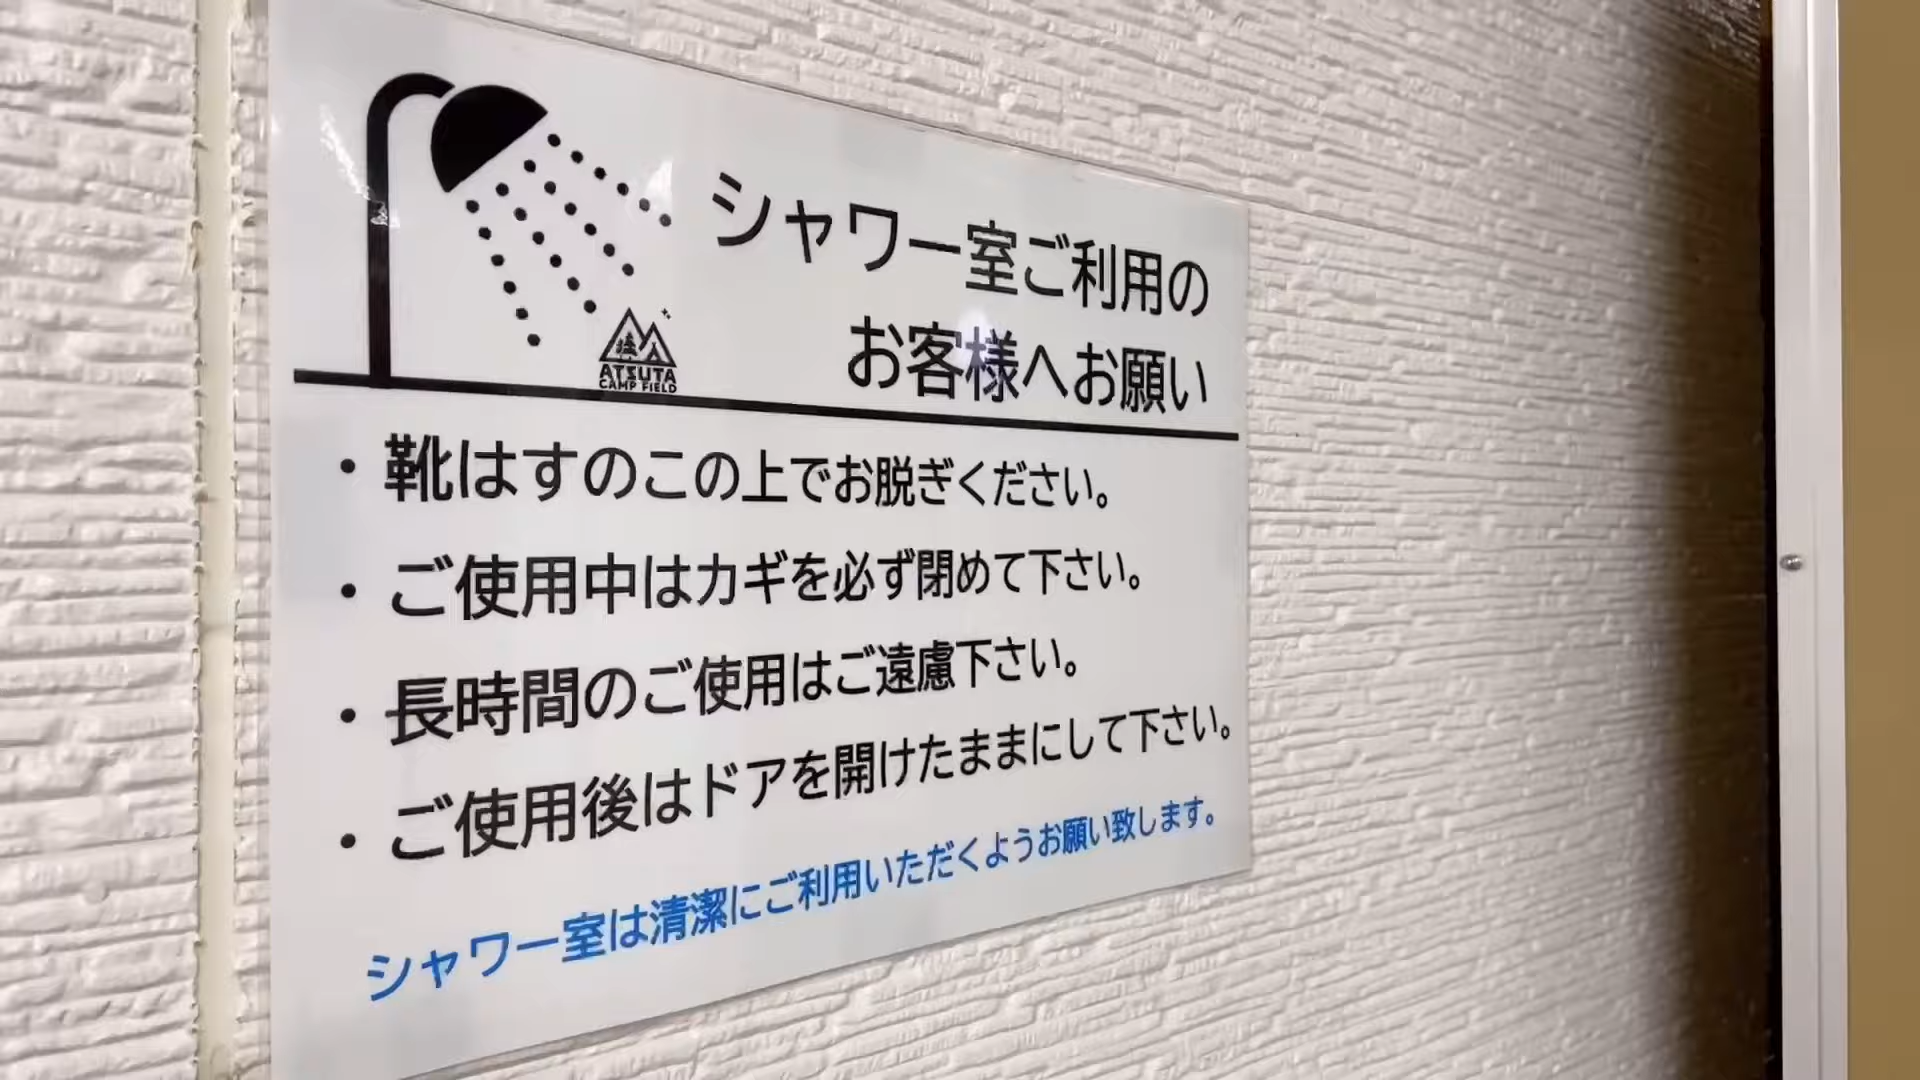 シャワー室ご利用の
お客様へお願い
ATSUTA
CAMP FIELD
・靴はすのこの上でお脱ぎください。
・ご使用中はカギを必ず閉めて下さい。
・長時間のご使用はご遠慮下さい。
・ご使用後はドアを開けたままにして下さい。
シャワー室は清潔にご利用いただくようお願い致します。